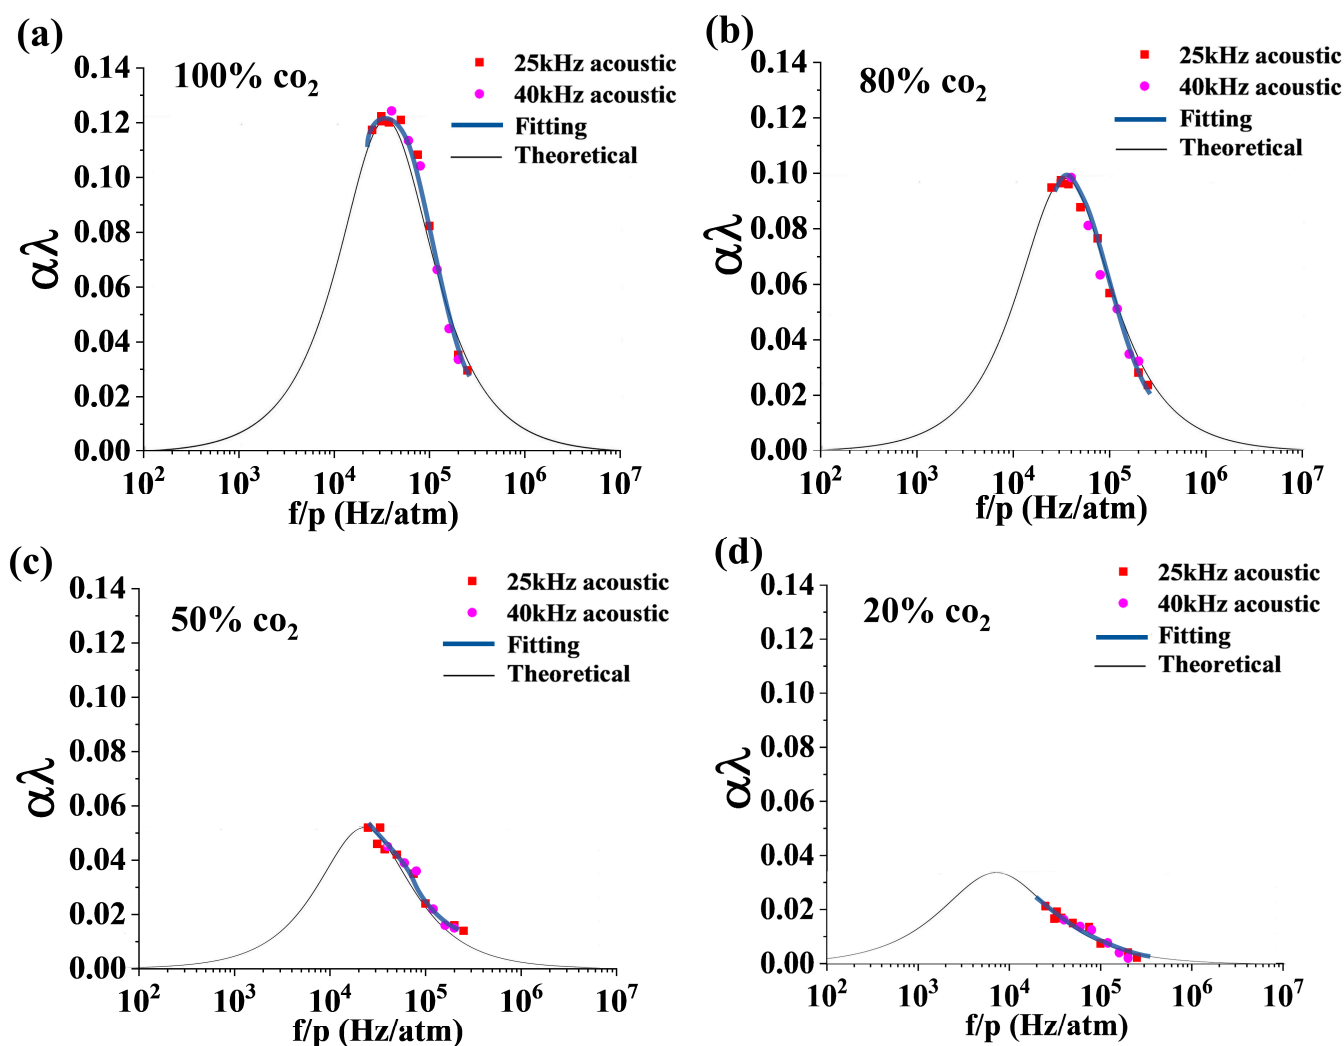 (a)
100% co2
25kHz acoustic
40kHz acoustic
Fitting
Theoretical
0.14
0.12
0.10
0.08
0.06
0.04
0.02
0.00
αλ
10^2 10^3 10^4 10^5 10^6 10^7
f/p (Hz/atm)
(b)
80% co2
25kHz acoustic
40kHz acoustic
Fitting
Theoretical
0.14
0.12
0.10
0.08
0.06
0.04
0.02
0.00
αλ
10^2 10^3 10^4 10^5 10^6 10^7
f/p (Hz/atm)
(c)
50% co2
25kHz acoustic
40kHz acoustic
Fitting
Theoretical
0.14
0.12
0.10
0.08
0.06
0.04
0.02
0.00
αλ
10^2 10^3 10^4 10^5 10^6 10^7
f/p (Hz/atm)
(d)
20% co2
25kHz acoustic
40kHz acoustic
Fitting
Theoretical
0.14
0.12
0.10
0.08
0.06
0.04
0.02
0.00
αλ
10^2 10^3 10^4 10^5 10^6 10^7
f/p (Hz/atm)